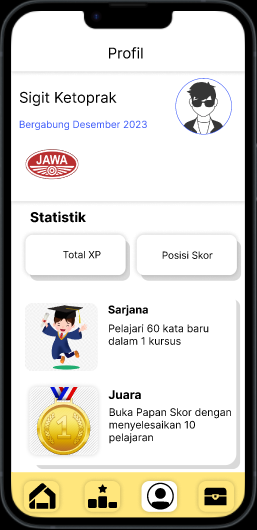 Profil
Sigit Ketoprak
Bergabung Desember 2023
JAWA
Statistik
Total XP
Posisi Skor
Sarjana
Pelajari 60 kata baru
dalam 1 kursus
Juara
Buka Papan Skor dengan
menyelesaikan 10
pelajaran
1